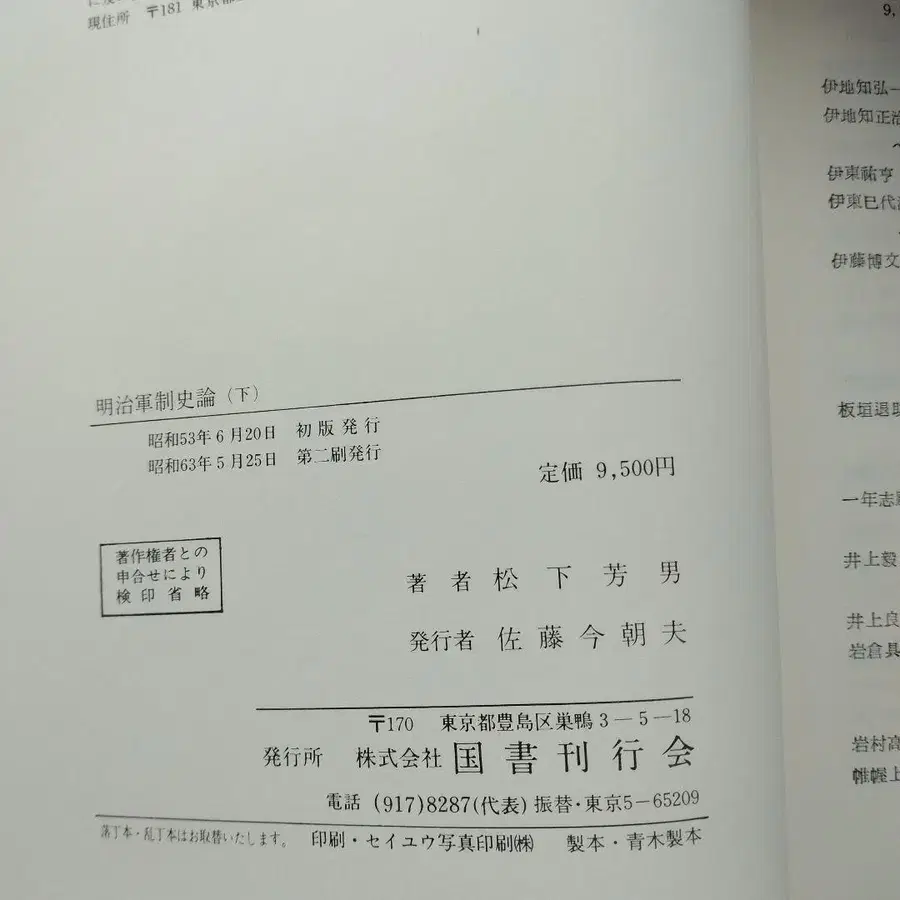 現住所 〒181 東京都
明治軍制史論（下）
昭和53年6月20日 初版発行
昭和63年5月25日 第二刷発行
定価 9,500円
著作権者との
申合せにより
検印省略
著者 松下芳男
発行者 佐藤今朝夫
〒170 東京都豊島区巣鴨3－5－18
発行所 株式会社 国書刊行会
電話 (917)8287(代表) 振替・東京5－65209
落丁本・乱丁本はお取替いたします。 印刷・セイユウ写真印刷㈱ 製本・青木製本
9,
伊地知弘一
伊地知正治
伊東祐亨
伊東巳代
伊藤博文
板垣退助
一年志
井上毅
井上良
岩倉具
岩村高
帷幄上